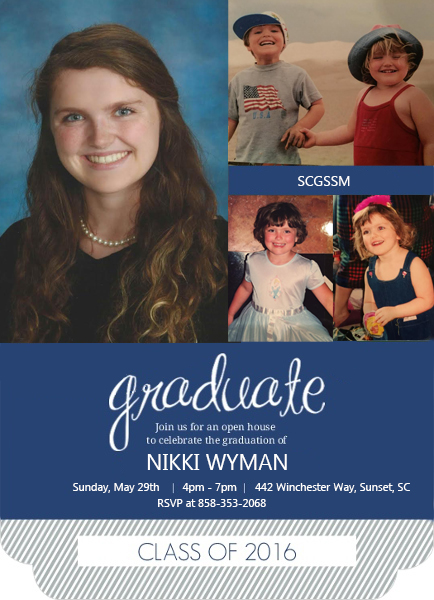 SCGSSM
graduate
Join us for an open house
to celebrate the graduation of
NIKKI WYMAN
Sunday, May 29th | 4pm - 7pm | 442 Winchester Way, Sunset, SC
RSVP at 858-353-2068
CLASS OF 2016